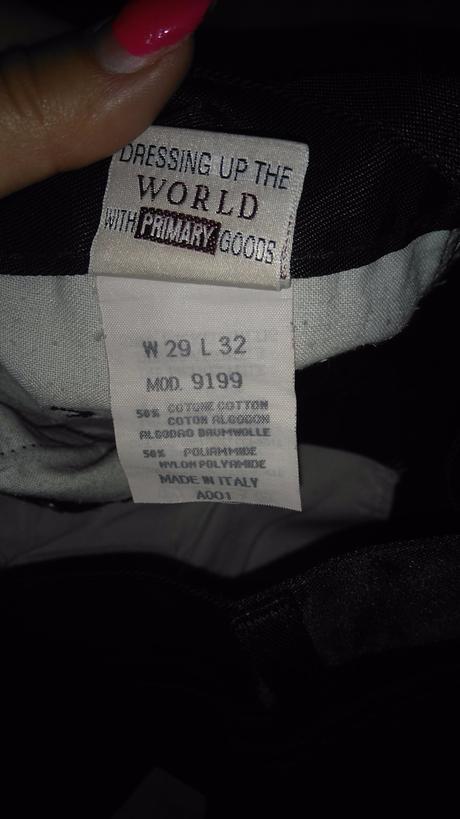 DRESSING UP THE
WORLD
WITH PRIMARY GOODS
W 29 L 32
MOD. 9199
50% COTONE COTTON
COTON ALGODON
ALGODAO BAUMWOLLE
50% POLIAMMIDE
NYLON POLYAMIDE
MADE IN ITALY
A001